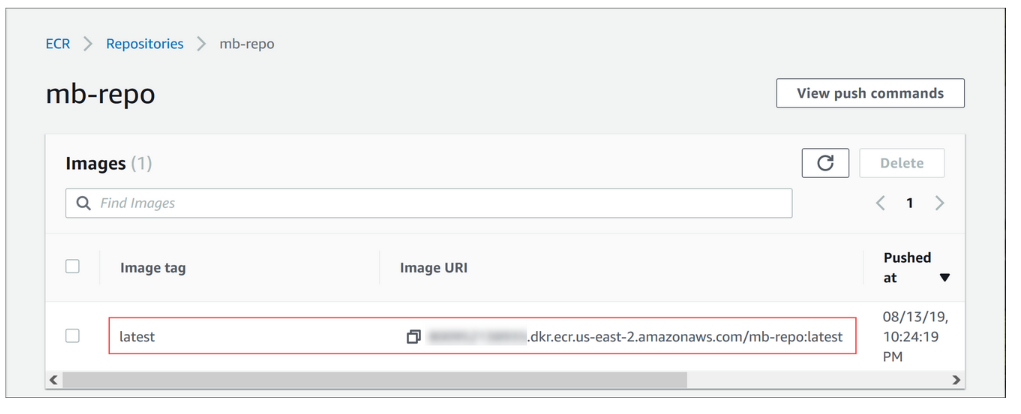 ECR > Repositories > mb-repo
mb-repo
View push commands
Images (1)
Delete
Find Images
< 1 >
Image tag
Image URI
Pushed
at
latest
.dkr.ecr.us-east-2.amazonaws.com/mb-repo:latest
08/13/19,
10:24:19
PM